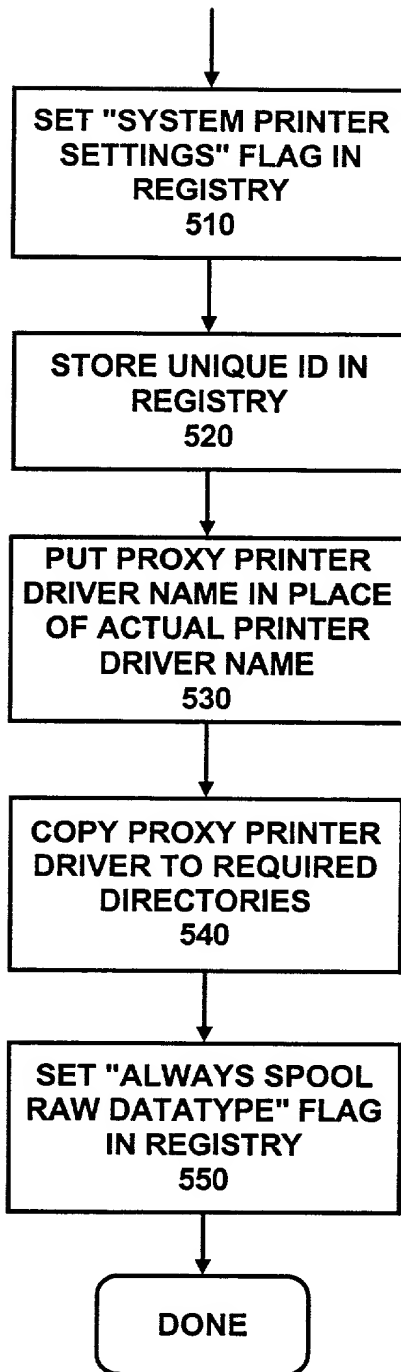 SET "SYSTEM PRINTER
SETTINGS" FLAG IN
REGISTRY
510
STORE UNIQUE ID IN
REGISTRY
520
PUT PROXY PRINTER
DRIVER NAME IN PLACE
OF ACTUAL PRINTER
DRIVER NAME
530
COPY PROXY PRINTER
DRIVER TO REQUIRED
DIRECTORIES
540
SET "ALWAYS SPOOL
RAW DATATYPE" FLAG
IN REGISTRY
550
DONE